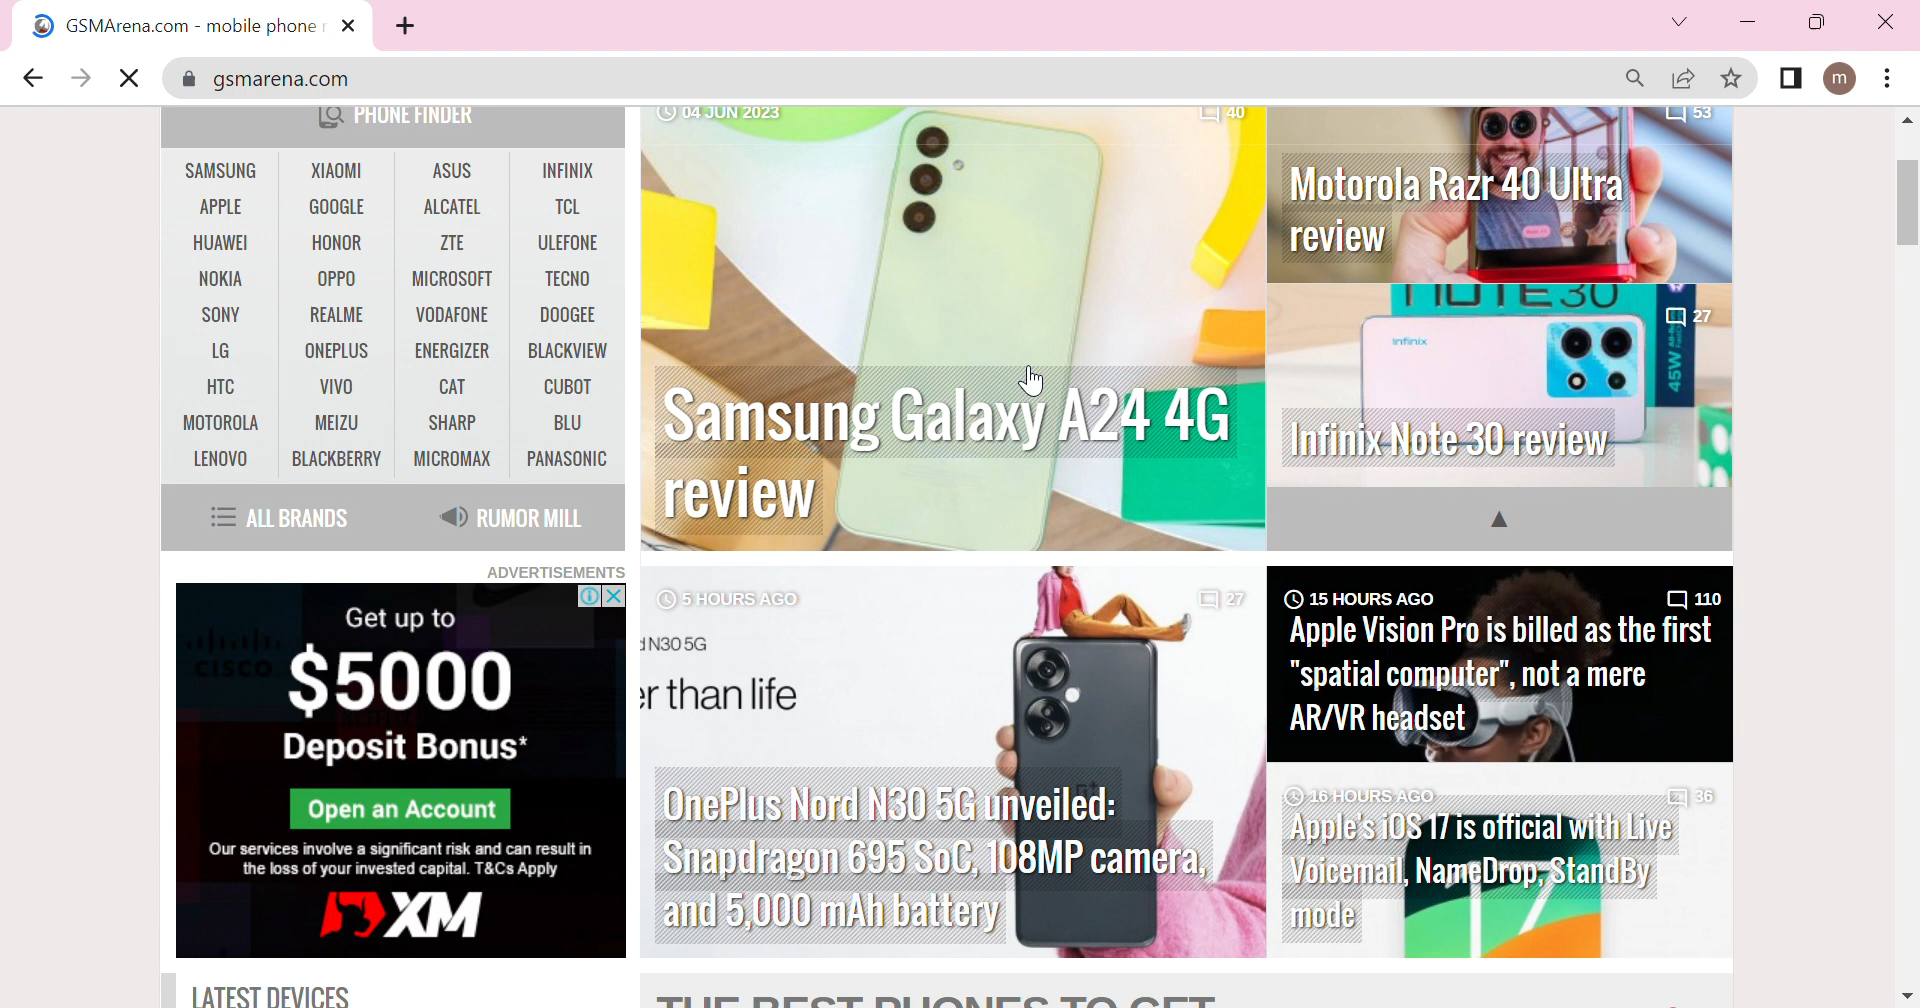 GSMArena.com - mobile phone r
gsmarena.com
m
PHONE FINDER
SAMSUNG XIAOMI ASUS INFINIX
APPLE GOOGLE ALCATEL TCL
HUAWEI HONOR ZTE ULEFONE
NOKIA OPPO MICROSOFT TECNO
SONY REALME VODAFONE DOOGEE
LG ONEPLUS ENERGIZER BLACKVIEW
HTC VIVO CAT CUBOT
MOTOROLA MEIZU SHARP BLU
LENOVO BLACKBERRY MICROMAX PANASONIC
ALL BRANDS RUMOR MILL
04 JUN 2023 40
Samsung Galaxy A24 4G
review
53
Motorola Razr 40 Ultra
review
NOTE 30
27
infinix
45W
Infinix Note 30 review
▲
ADVERTISEMENTS
CISCO
Get up to
$5000
Deposit Bonus*
Open an Account
Our services involve a significant risk and can result in
the loss of your invested capital. T&Cs Apply
XM
5 HOURS AGO 27
N30 5G
r than life
OnePlus Nord N30 5G unveiled:
Snapdragon 695 SoC, 108MP camera,
and 5,000 mAh battery
15 HOURS AGO 110
Apple Vision Pro is billed as the first
"spatial computer", not a mere
AR/VR headset
16 HOURS AGO 36
Apple's iOS 17 is official with Live
Voicemail, NameDrop, StandBy
mode
17
LATEST DEVICES
THE BEST PHONES TO GET